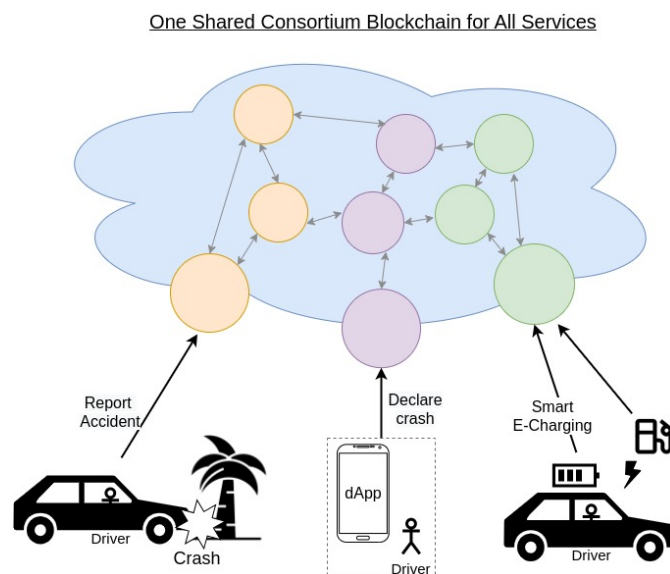 One Shared Consortium Blockchain for All Services
Report
Accident
Declare
crash
Smart
E-Charging
dApp
Driver
Crash
Driver
Driver